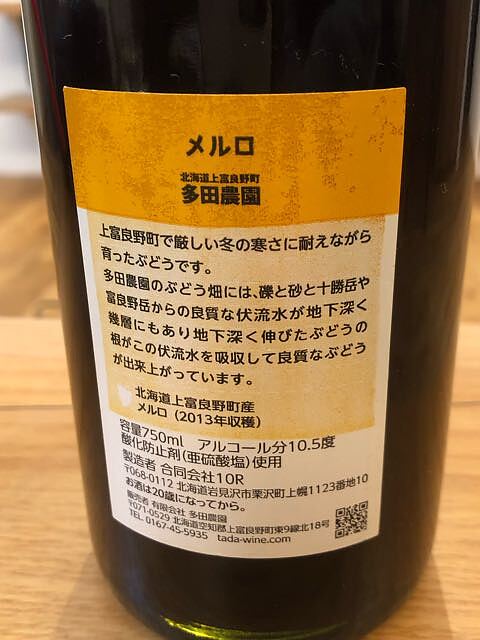 メルロ
北海道上富良野町
多田農園
上富良野町で厳しい冬の寒さに耐えながら
育ったぶどうです。
多田農園のぶどう畑には、礫と砂と十勝岳や
富良野岳からの良質な伏流水が地下深く
幾層にもあり地下深く伸びたぶどうの
根がこの伏流水を吸収して良質なぶどう
が出来上がっています。
北海道上富良野町産
メルロ（2013年収穫）
容量750ml アルコール分10.5度
酸化防止剤（亜硫酸塩）使用
製造者 合同会社10R
〒068-0112 北海道岩見沢市栗沢町上幌1123番地10
お酒は20歳になってから。
販売者 有限会社 多田農園
〒071-0529 北海道空知郡上富良野町東9線北18号
TEL. 0167-45-5935 tada-wine.com